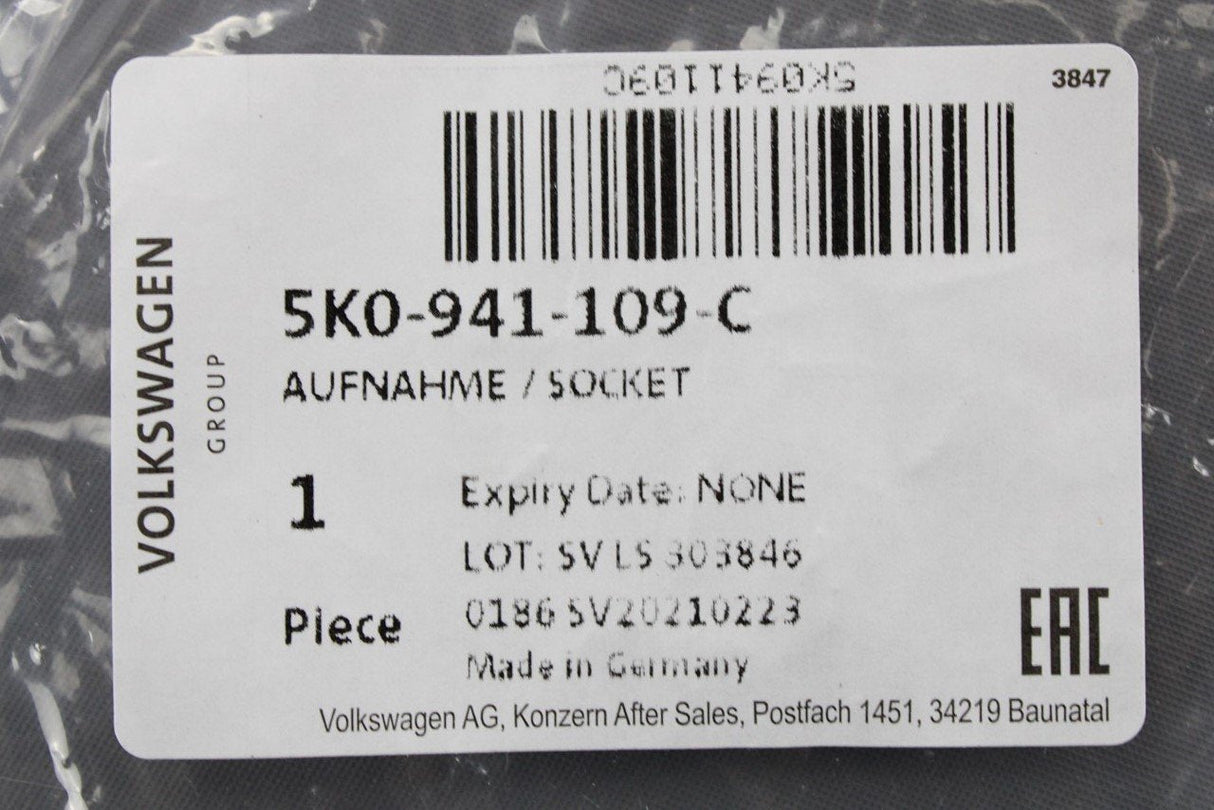 5K0941109C
3847
VOLKSWAGEN
GROUP
5K0-941-109-C
AUFNAHME / SOCKET
1
Piece
Expiry Date: NONE
LOT: SV LS 303846
0186 SV20210223
Made in Germany
EAC
Volkswagen AG, Konzern After Sales, Postfach 1451, 34219 Baunatal